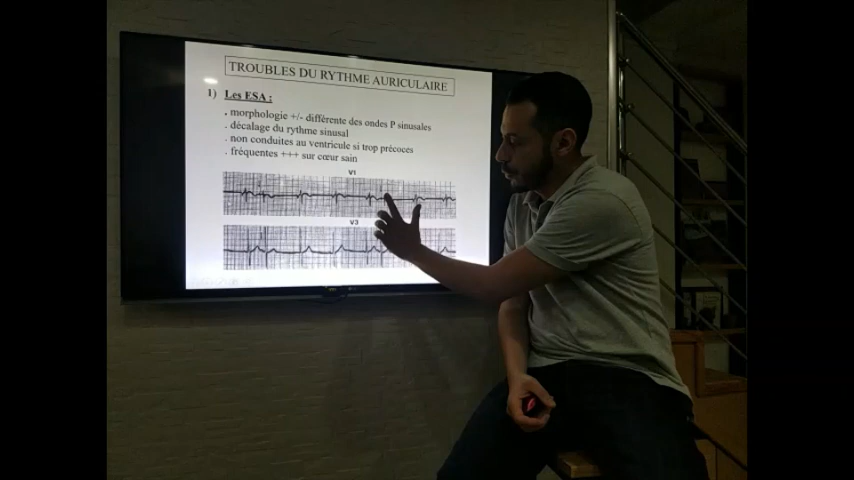 TROUBLES DU RYTHME AURICULAIRE
1) Les ESA :
. morphologie +/- différente des ondes P sinusales
. décalage du rythme sinusal
. non conduites au ventricule si trop précoces
. fréquentes +++ sur cœur sain
V1
V3